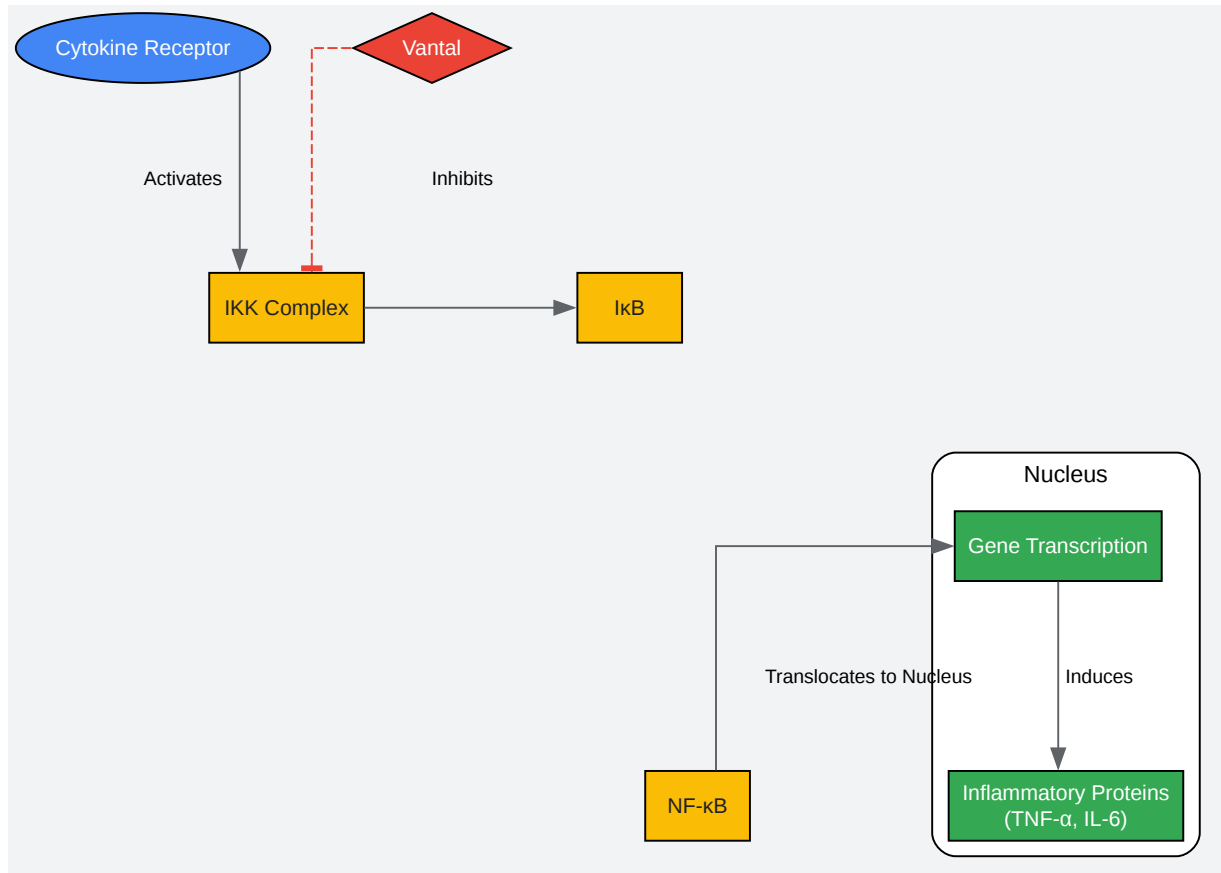 Cytokine Receptor
Vantal
Activates
Inhibits
IKK Complex
IκB
Nucleus
Gene Transcription
Translocates to Nucleus
Induces
NF-κB
Inflammatory Proteins
(TNF-α, IL-6)